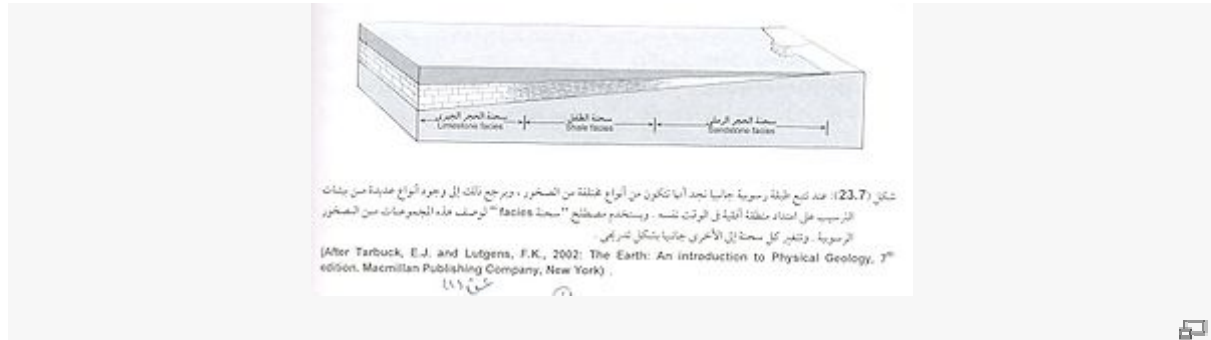 سحنة الحجر الجيرى
Limestone facies
سحنة الطفل
Shale facies
سحنة الحجر الرملى
Sandstone facies
شكل (23.7): عند تتبع طبقة رسوبية جانبيا نجد أنها تتكون من أنواع مختلفة من الصخور ، ويرجع ذلك إلى وجود أنواع عديدة من بيئات
الترسيب على امتداد منطقة أفقية فى الوقت نفسه . ويستخدم مصطلح "سحنة facies" لوصف هذه المجموعات من الصخور
الرسوبية . وتتغير كل سحنة إلى الأخرى جانبيا بشكل تدريجى .
(After Tarbuck, E.J. and Lutgens, F.K., 2002: The Earth: An introduction to Physical Geology, 7th
edition, Macmillan Publishing Company, New York) .